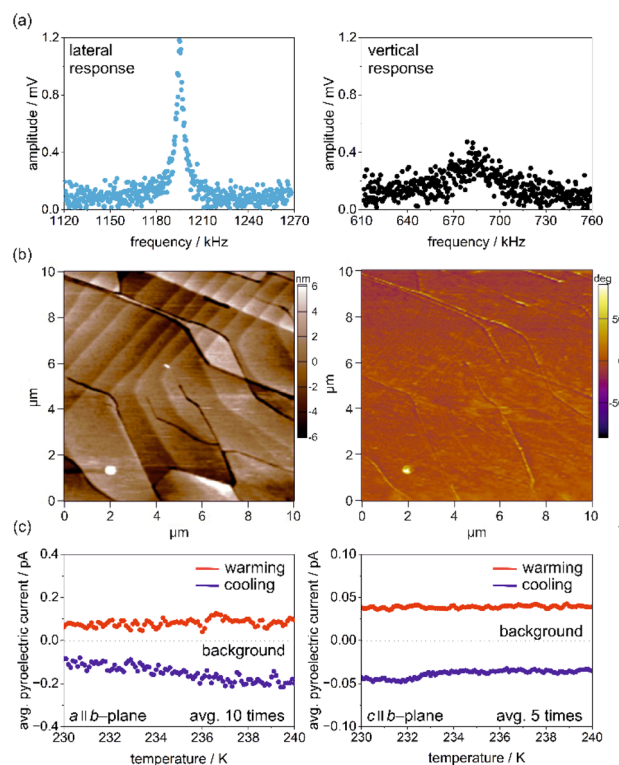 (a)
lateral
response
amplitude / mV
1.2
0.8
0.4
0.0
1120 1150 1180 1210 1240 1270
frequency / kHz
vertical
response
amplitude / mV
1.2
0.8
0.4
0.0
610 640 670 700 730 760
frequency / kHz
(b)
μm
10
8
6
4
2
0
0 2 4 6 8 10
μm
nm
6
4
2
0
-2
-4
-6
μm
10
8
6
4
2
0
0 2 4 6 8 10
μm
deg
50
0
-50
(c)
avg. pyroelectric current / pA
0.4
0.2
0.0
−0.2
−0.4
warming
cooling
background
a II b–plane avg. 10 times
230 232 234 236 238 240
temperature / K
avg. pyroelectric current / pA
0.10
0.05
0.00
−0.05
−0.10
warming
cooling
background
c II b–plane avg. 5 times
230 232 234 236 238 240
temperature / K